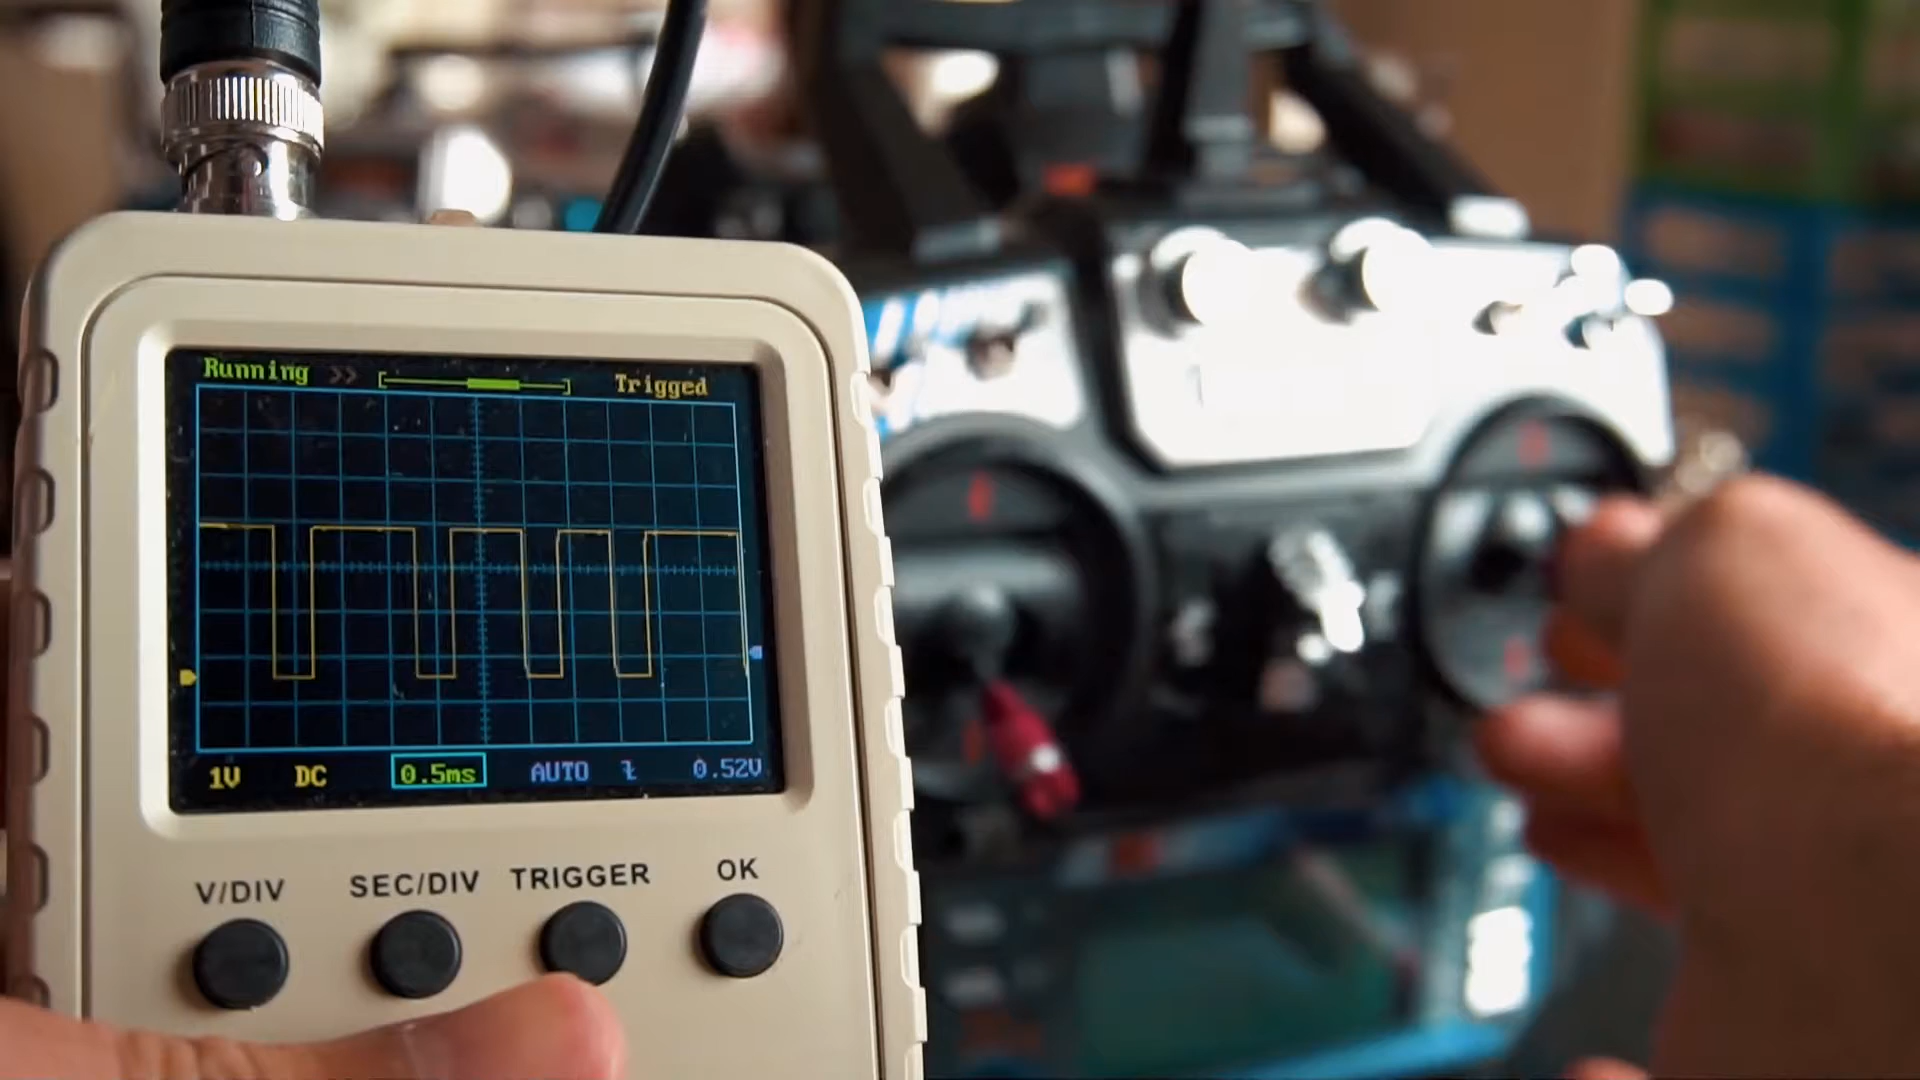 Running >> Trigged
1V DC 0.5ms AUTO 0.52V
V/DIV SEC/DIV TRIGGER OK